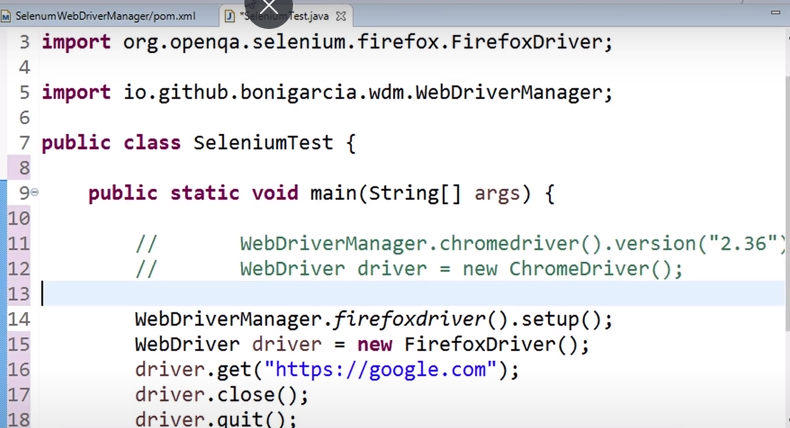 SelenumWebDriverManager/pom.xml *SeleniumTest.java
3 import org.openqa.selenium.firefox.FirefoxDriver;
4
5 import io.github.bonigarcia.wdm.WebDriverManager;
6
7 public class SeleniumTest {
8
9 public static void main(String[] args) {
10
11 // WebDriverManager.chromedriver().version("2.36")
12 // WebDriver driver = new ChromeDriver();
13
14 WebDriverManager.firefoxdriver().setup();
15 WebDriver driver = new FirefoxDriver();
16 driver.get("https://google.com");
17 driver.close();
18 driver.quit();